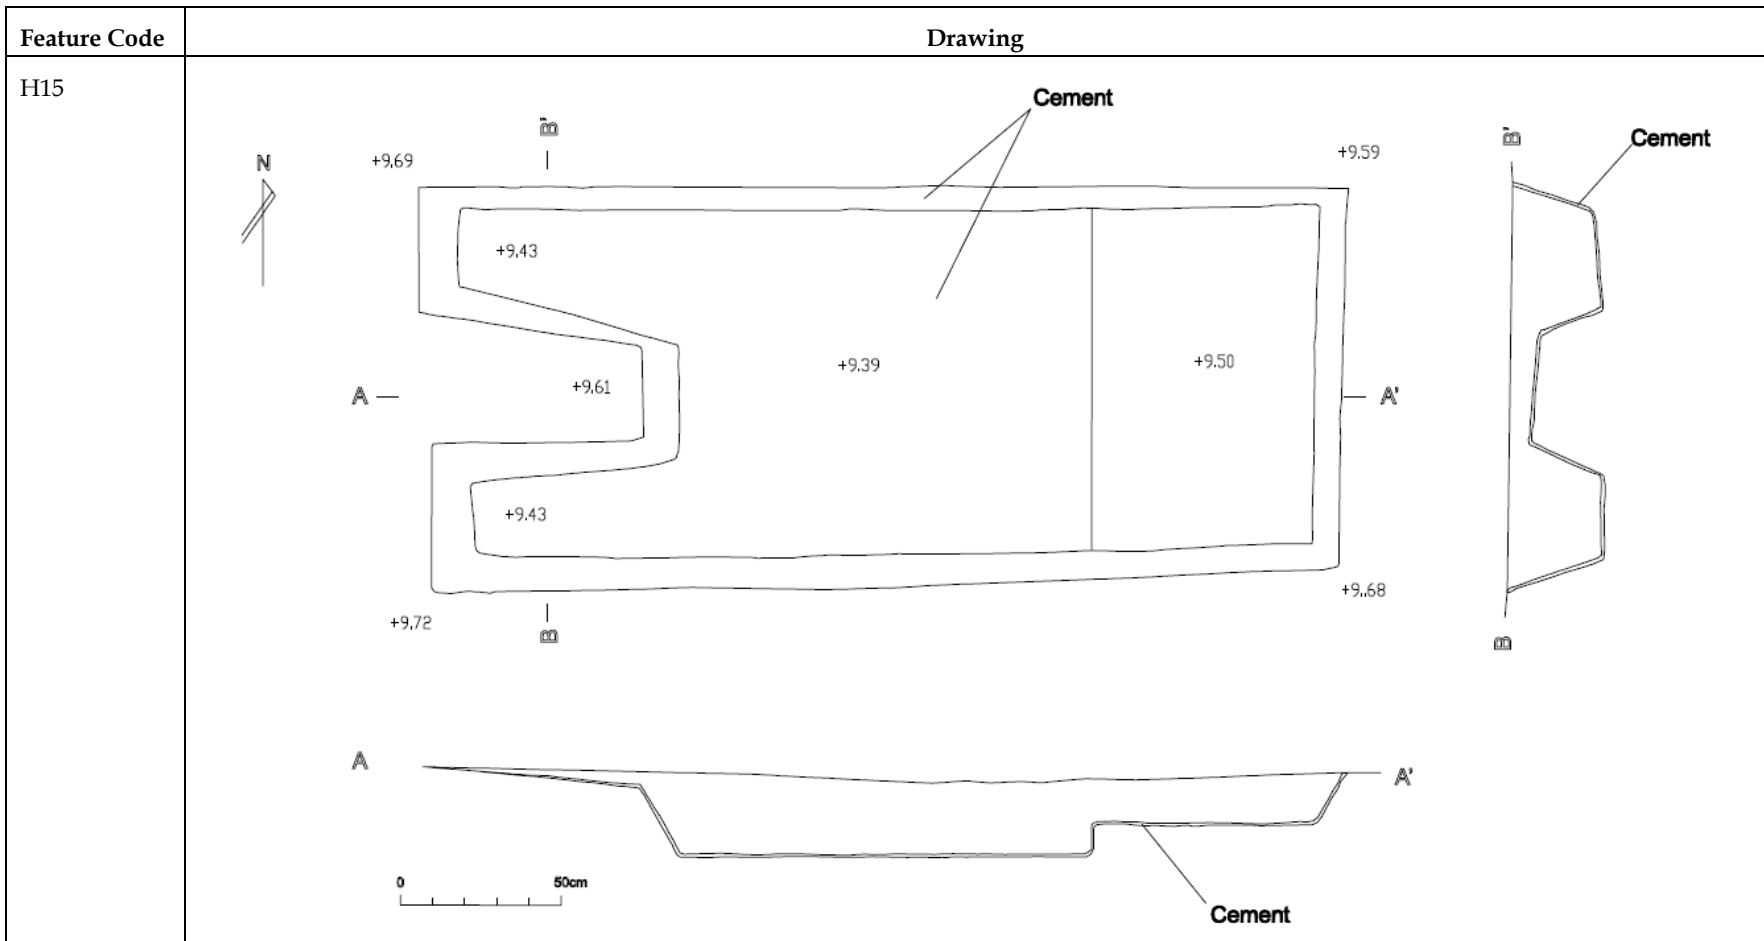 Feature Code Drawing
H15
Cement
B'
B'
Cement
N
+9.69
+9.59
+9.43
+9.39
+9.50
+9.61
A
A'
+9.43
+9..68
+9.72
B
B
A
A'
0 50cm
Cement